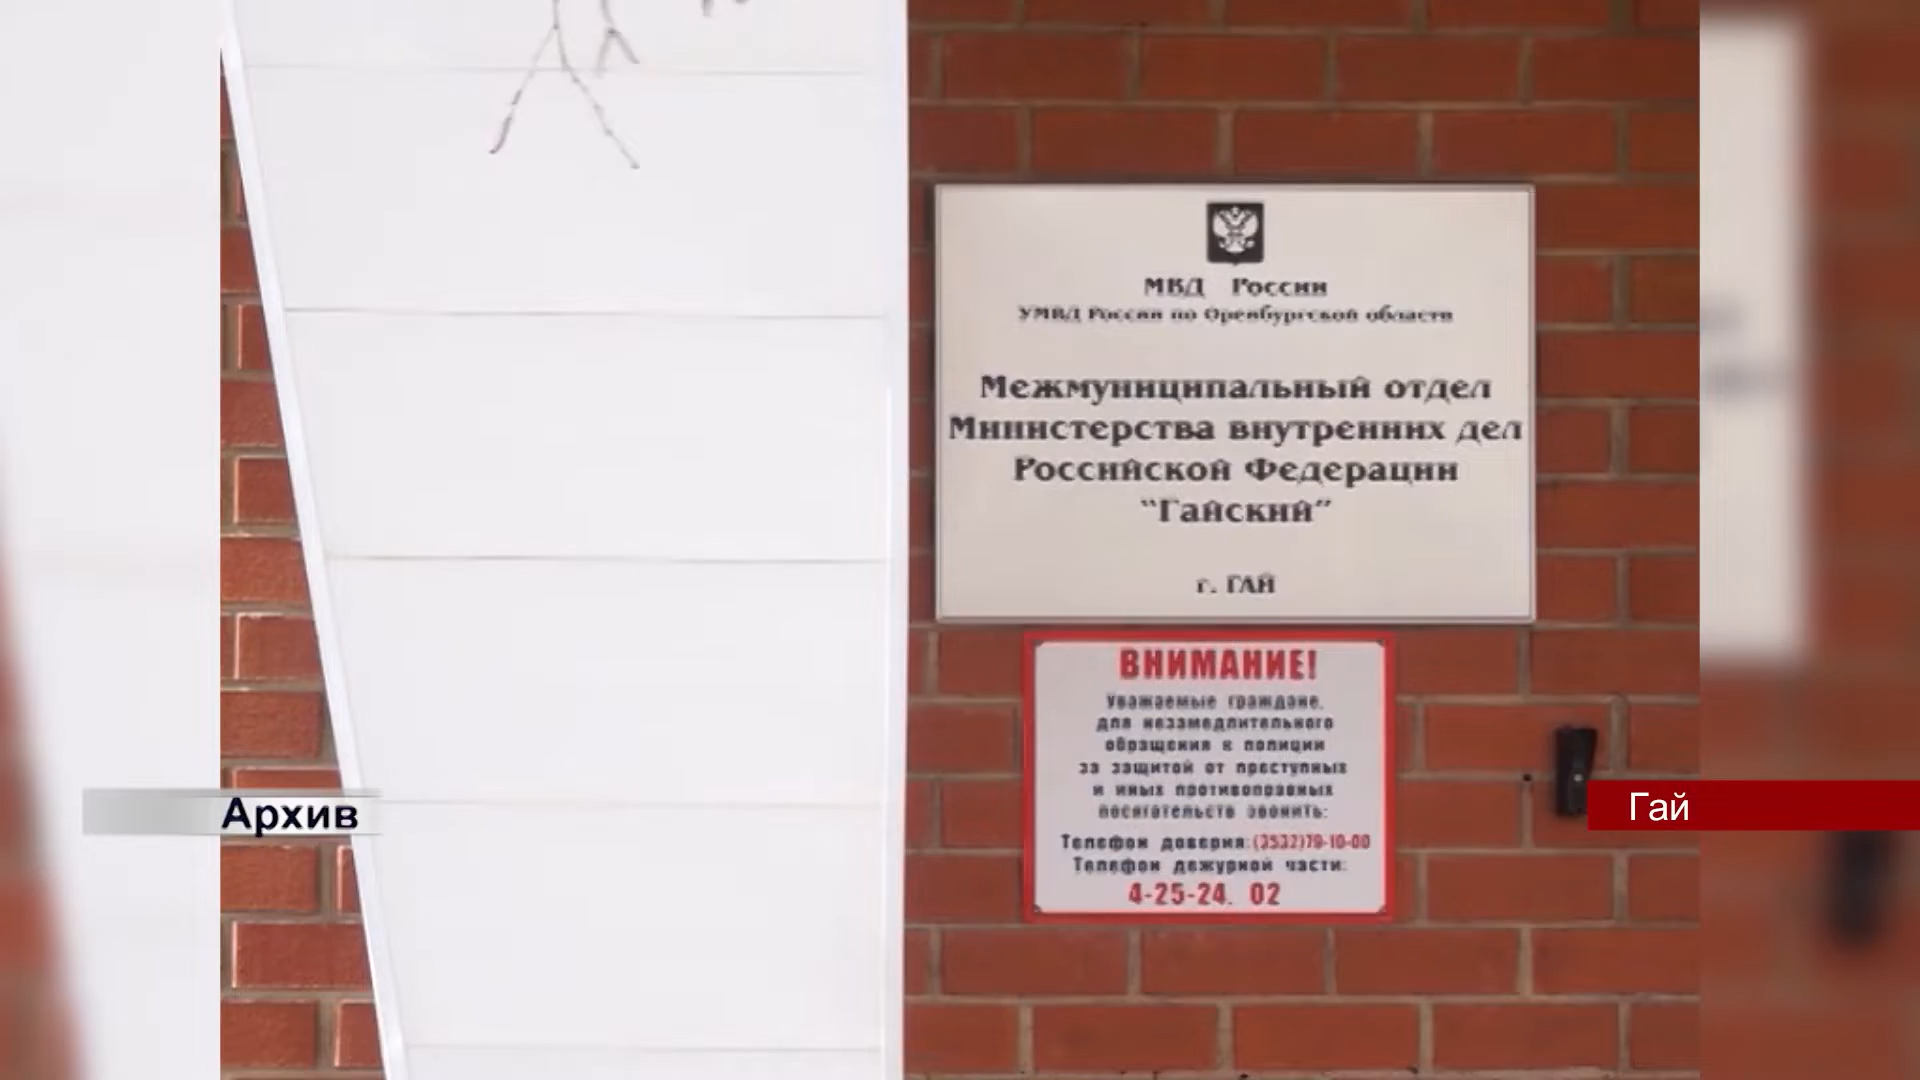 МВД России
УМВД России по Оренбургской области
Межмуниципальный отдел
Министерства внутренних дел
Российской Федерации
"Гайский"
г. ГАЙ
ВНИМАНИЕ!
Уважаемые граждане,
для незамедлительного
обращения к полиции
за защитой от преступных
и иных противоправных
посягательств звонить:
Телефон доверия:(3532)79-10-00
Телефон дежурной части:
4-25-24, 02
Архив
Гай